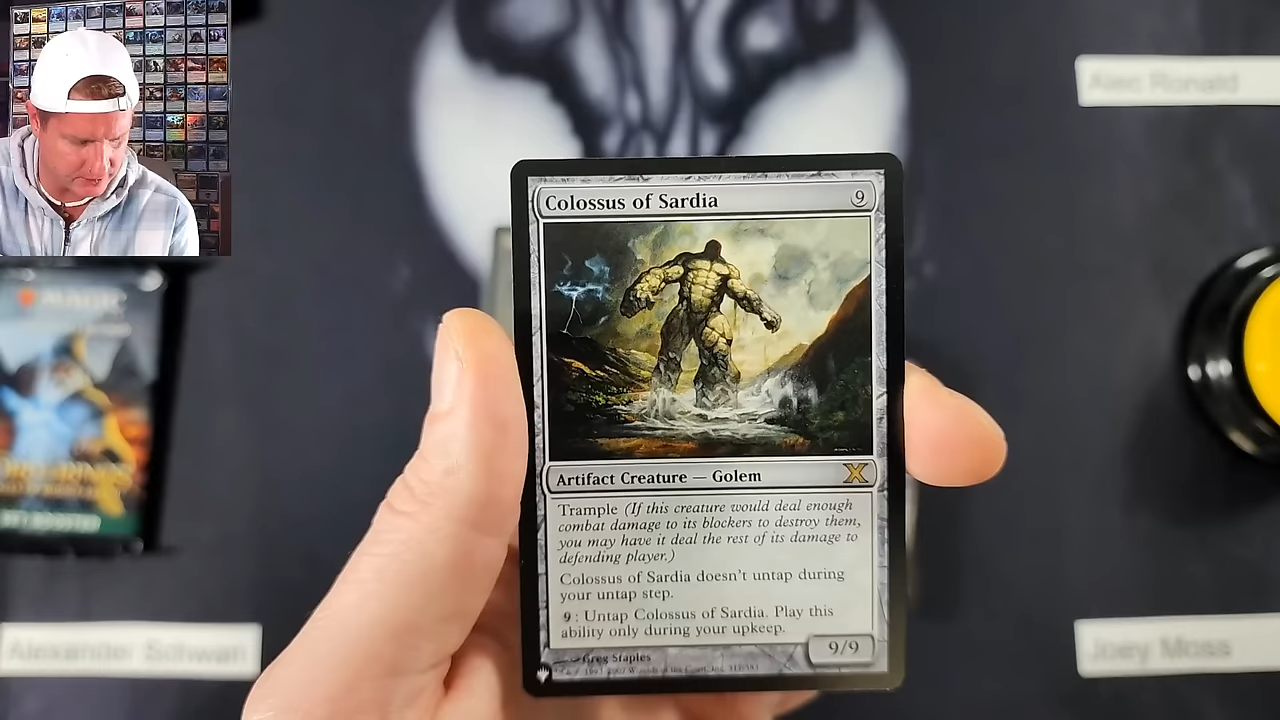 Alec Ronald
Colossus of Sardia 9
Artifact Creature — Golem
Trample (If this creature would deal enough
combat damage to its blockers to destroy them,
you may have it deal the rest of its damage to
defending player.)
Colossus of Sardia doesn't untap during
your untap step.
9: Untap Colossus of Sardia. Play this
ability only during your upkeep.
9/9
Greg Staples
Alexander Schwan
Joey Moss
MAGIC